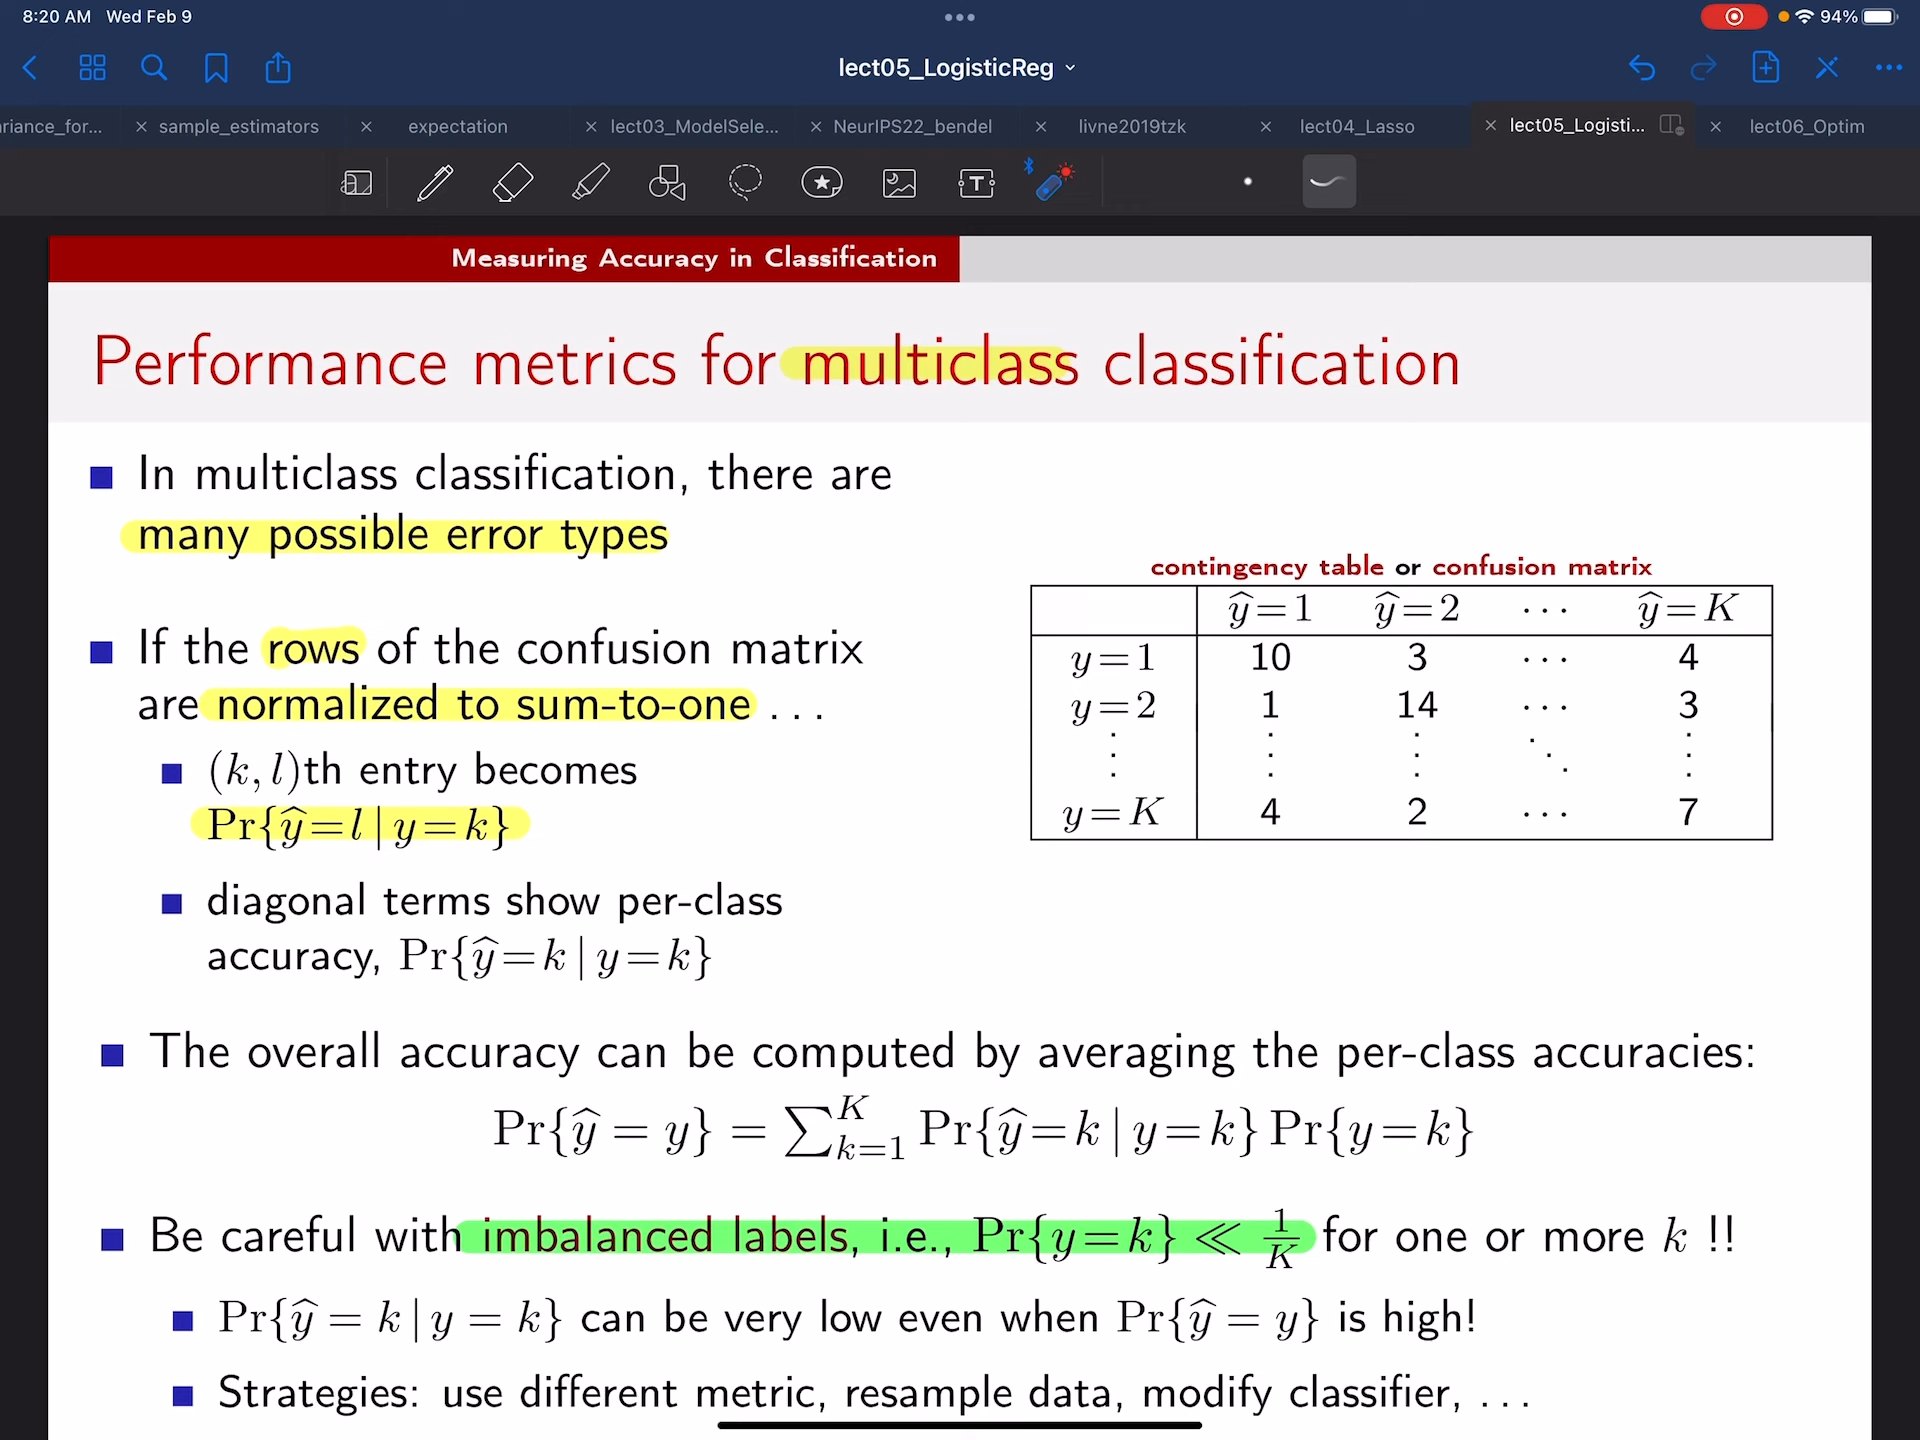 8:20 AM Wed Feb 9
94%
lect05_LogisticReg
riance_for...
sample_estimators
expectation
lect03_ModelSele...
NeurIPS22_bendel
livne2019tzk
lect04_Lasso
lect05_Logisti...
lect06_Optim
Measuring Accuracy in Classification
Performance metrics for multiclass classification
In multiclass classification, there are
many possible error types
If the rows of the confusion matrix
are normalized to sum-to-one . . .
(k, l)th entry becomes
Pr{ŷ=l | y=k}
diagonal terms show per-class
accuracy, Pr{ŷ=k | y=k}
contingency table or confusion matrix
ŷ=1 ŷ=2 ⋯ ŷ=K
y=1 10 3 ⋯ 4
y=2 1 14 ⋯ 3
⋮ ⋮ ⋮ ⋱ ⋮
y=K 4 2 ⋯ 7
The overall accuracy can be computed by averaging the per-class accuracies:
Pr{ŷ = y} = ∑ᴷₖ₌₁ Pr{ŷ=k | y=k} Pr{y=k}
Be careful with imbalanced labels, i.e., Pr{y=k} ≪ 1/K for one or more k !!
Pr{ŷ = k | y = k} can be very low even when Pr{ŷ = y} is high!
Strategies: use different metric, resample data, modify classifier, . . .